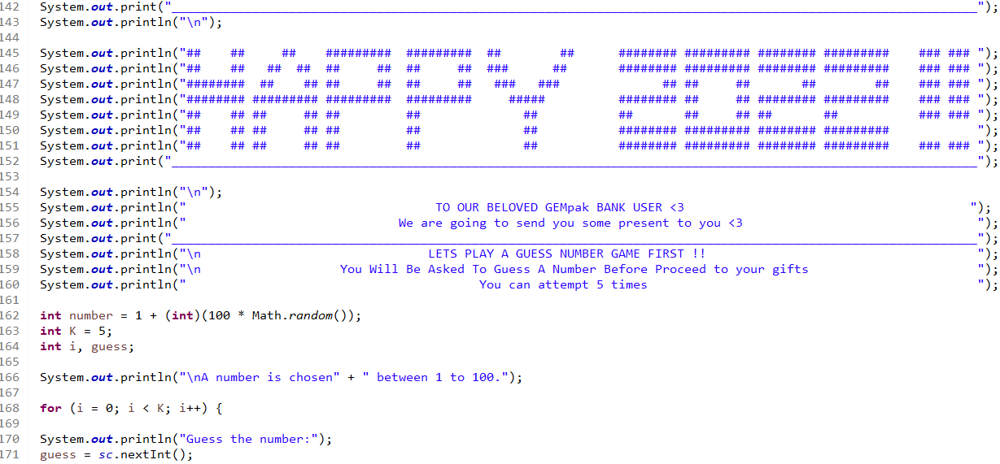 142 System.out.print("______________________________________________________________________________________________________________");
143 System.out.println("\n");
144
145 System.out.println("##    ##     ##    ######### #########  ##        ##      ######## ######### ######## #########    ### ### ");
146 System.out.println("##    ##   ##  ##  ##     ## ##     ##  ###      ##       ######## ######### ######## #########    ### ### ");
147 System.out.println("######## ##    ## ##     ## ##     ##   ###   ###              ## ##     ##       ##        ##    ### ### ");
148 System.out.println("######## ######### ######### #########     #####          ######## ##     ## ######## #########    ### ### ");
149 System.out.println("##    ## ##     ## ##         ##              ##           ##       ##     ## ##       ##           ### ### ");
150 System.out.println("##    ## ##     ## ##         ##              ##           ######## ######### ######## #########            ");
151 System.out.println("##    ## ##     ## ##         ##              ##           ######## ######### ######## #########    ### ### ");
152 System.out.print("______________________________________________________________________________________________________________");
153
154 System.out.println("\n");
155 System.out.println("                                  TO OUR BELOVED GEMpak BANK USER <3                                       ");
156 System.out.println("                             We are going to send you some present to you <3                                ");
157 System.out.print("______________________________________________________________________________________________________________");
158 System.out.println("\n                               LETS PLAY A GUESS NUMBER GAME FIRST !!                                     ");
159 System.out.println("\n                   You Will Be Asked To Guess A Number Before Proceed to your gifts                       ");
160 System.out.println("                                        You can attempt 5 times                                             ");
161
162 int number = 1 + (int)(100 * Math.random());
163 int K = 5;
164 int i, guess;
165
166 System.out.println("\nA number is chosen" + " between 1 to 100.");
167
168 for (i = 0; i < K; i++) {
169
170 System.out.println("Guess the number:");
171 guess = sc.nextInt();